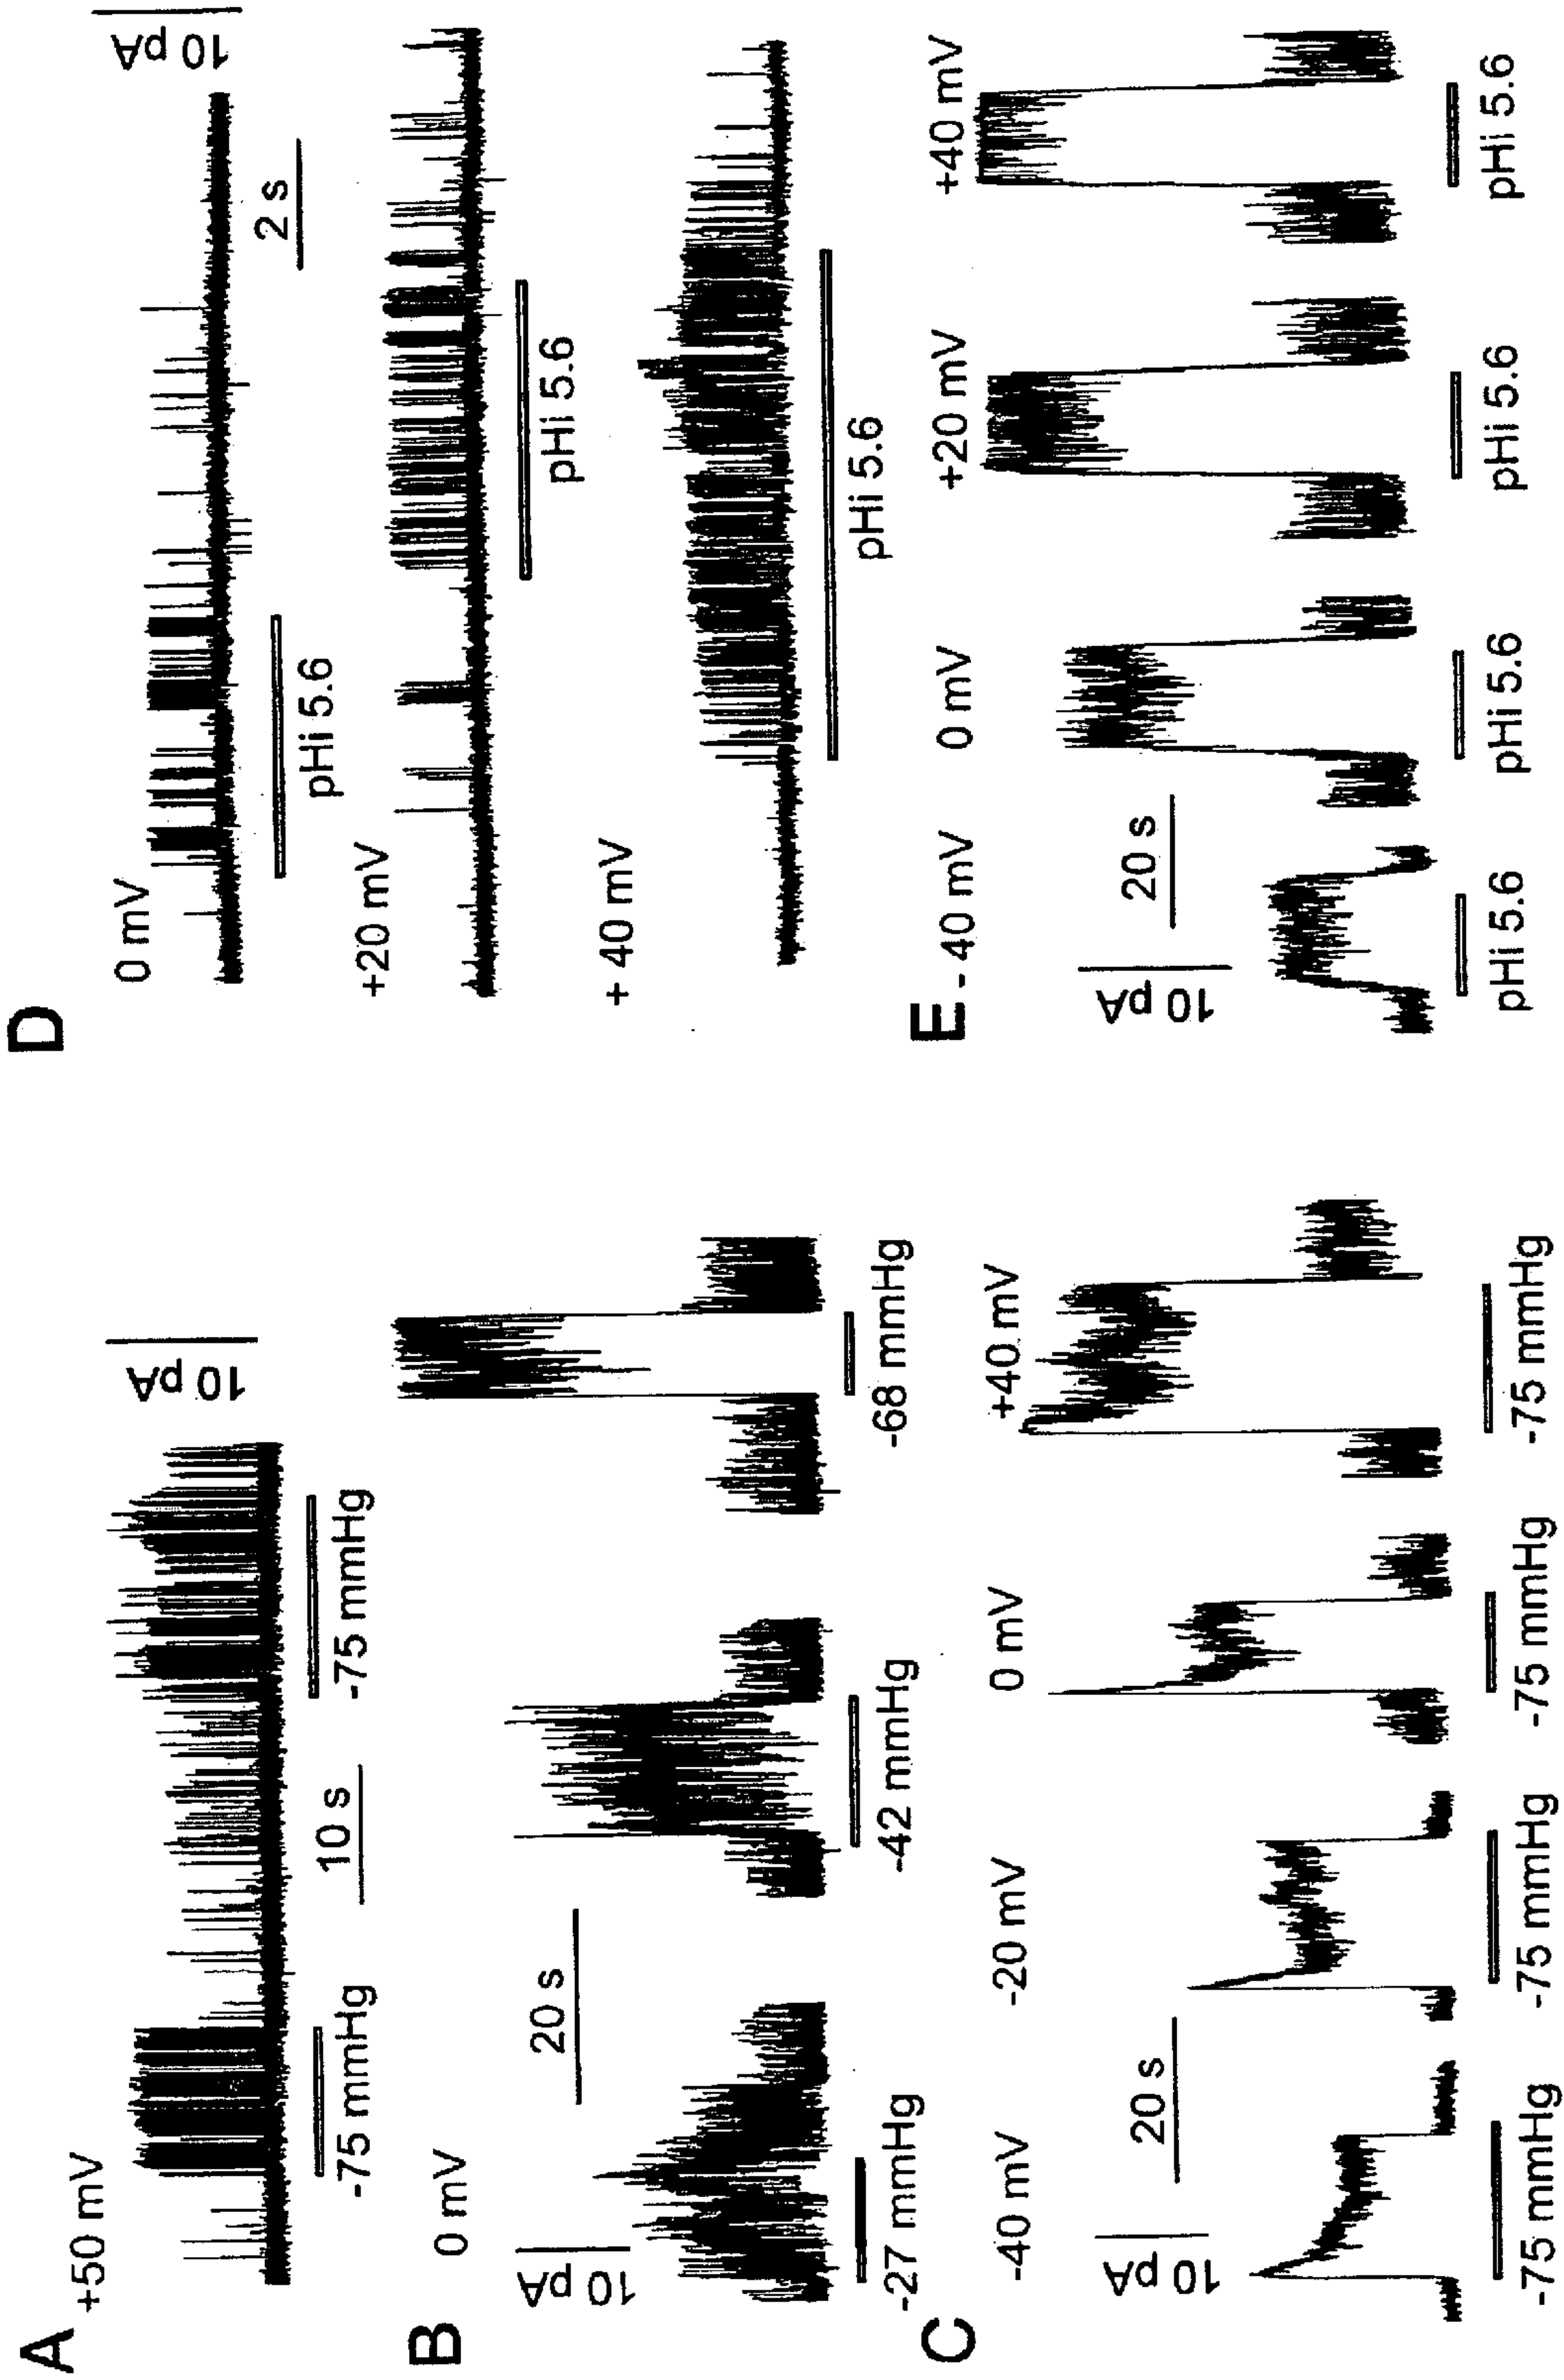 A
+50 mV
10 pA
-75 mmHg
10 s
-75 mmHg
B
0 mV
10 pA
20 s
-27 mmHg
-42 mmHg
-68 mmHg
C
-40 mV
-20 mV
0 mV
+40 mV
10 pA
20 s
-75 mmHg
-75 mmHg
-75 mmHg
-75 mmHg
D
0 mV
10 pA
2 s
pHi 5.6
+20 mV
pHi 5.6
+ 40 mV
pHi 5.6
E
- 40 mV
0 mV
+20 mV
+40 mV
10 pA
20 s
pHi 5.6
pHi 5.6
pHi 5.6
pHi 5.6